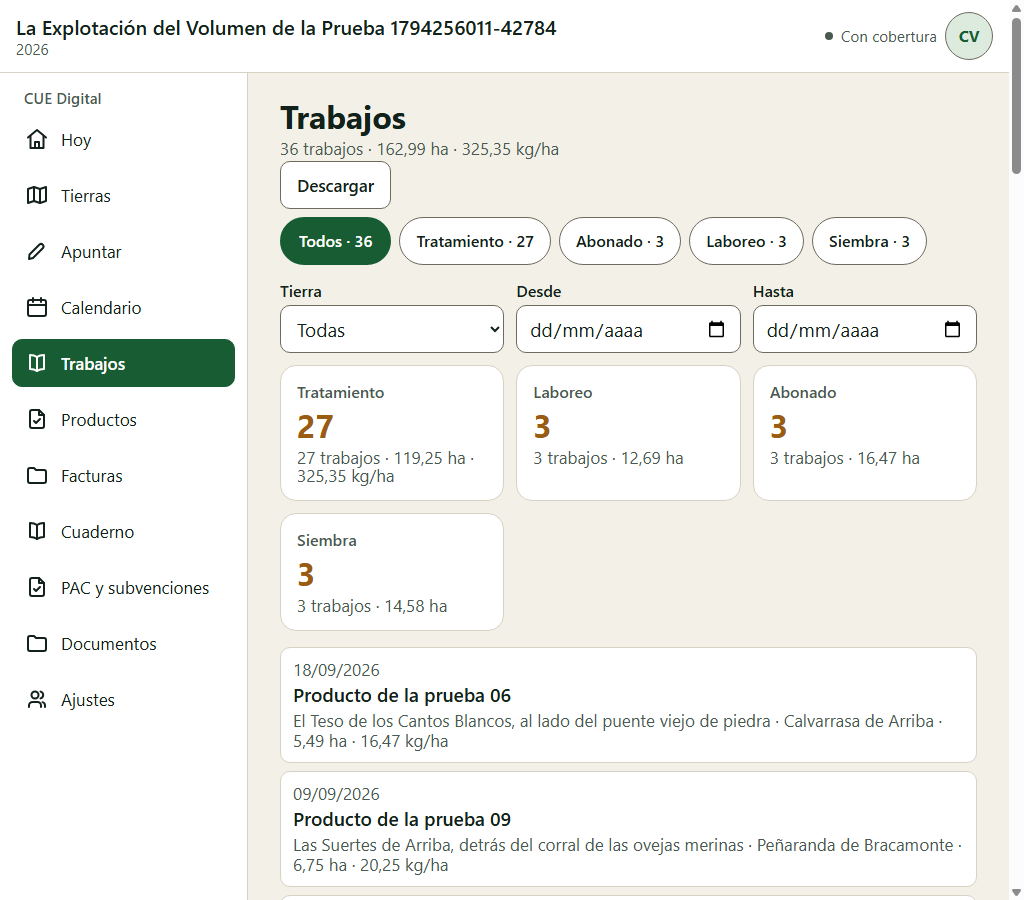 La Explotación del Volumen de la Prueba 1794256011-42784
2026
Con cobertura
CV
CUE Digital
Hoy
Tierras
Apuntar
Calendario
Trabajos
Productos
Facturas
Cuaderno
PAC y subvenciones
Documentos
Ajustes
Trabajos
36 trabajos · 162,99 ha · 325,35 kg/ha
Descargar
Todos · 36
Tratamiento · 27
Abonado · 3
Laboreo · 3
Siembra · 3
Tierra
Desde
Hasta
Todas
dd/mm/aaaa
dd/mm/aaaa
Tratamiento
27
27 trabajos · 119,25 ha ·
325,35 kg/ha
Laboreo
3
3 trabajos · 12,69 ha
Abonado
3
3 trabajos · 16,47 ha
Siembra
3
3 trabajos · 14,58 ha
18/09/2026
Producto de la prueba 06
El Teso de los Cantos Blancos, al lado del puente viejo de piedra · Calvarrasa de Arriba ·
5,49 ha · 16,47 kg/ha
09/09/2026
Producto de la prueba 09
Las Suertes de Arriba, detrás del corral de las ovejas merinas · Peñaranda de Bracamonte ·
6,75 ha · 20,25 kg/ha